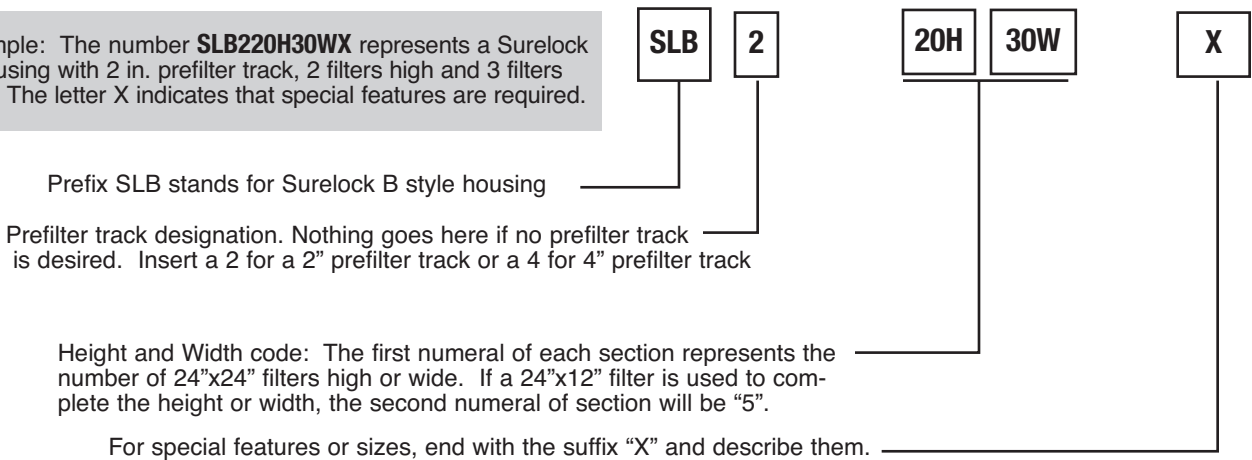 SLB 2 20H 30W X
: The number SLB220H30WX represents a Surelock
with 2 in. prefilter track, 2 filters high and 3 filters
The letter X indicates that special features are required.
Prefix SLB stands for Surelock B style housing
Prefilter track designation. Nothing goes here if no prefilter track
is desired. Insert a 2 for a 2” prefilter track or a 4 for 4” prefilter track
Height and Width code: The first numeral of each section represents the
number of 24”x24” filters high or wide. If a 24”x12” filter is used to com-
plete the height or width, the second numeral of section will be “5”.
For special features or sizes, end with the suffix “X” and describe them.